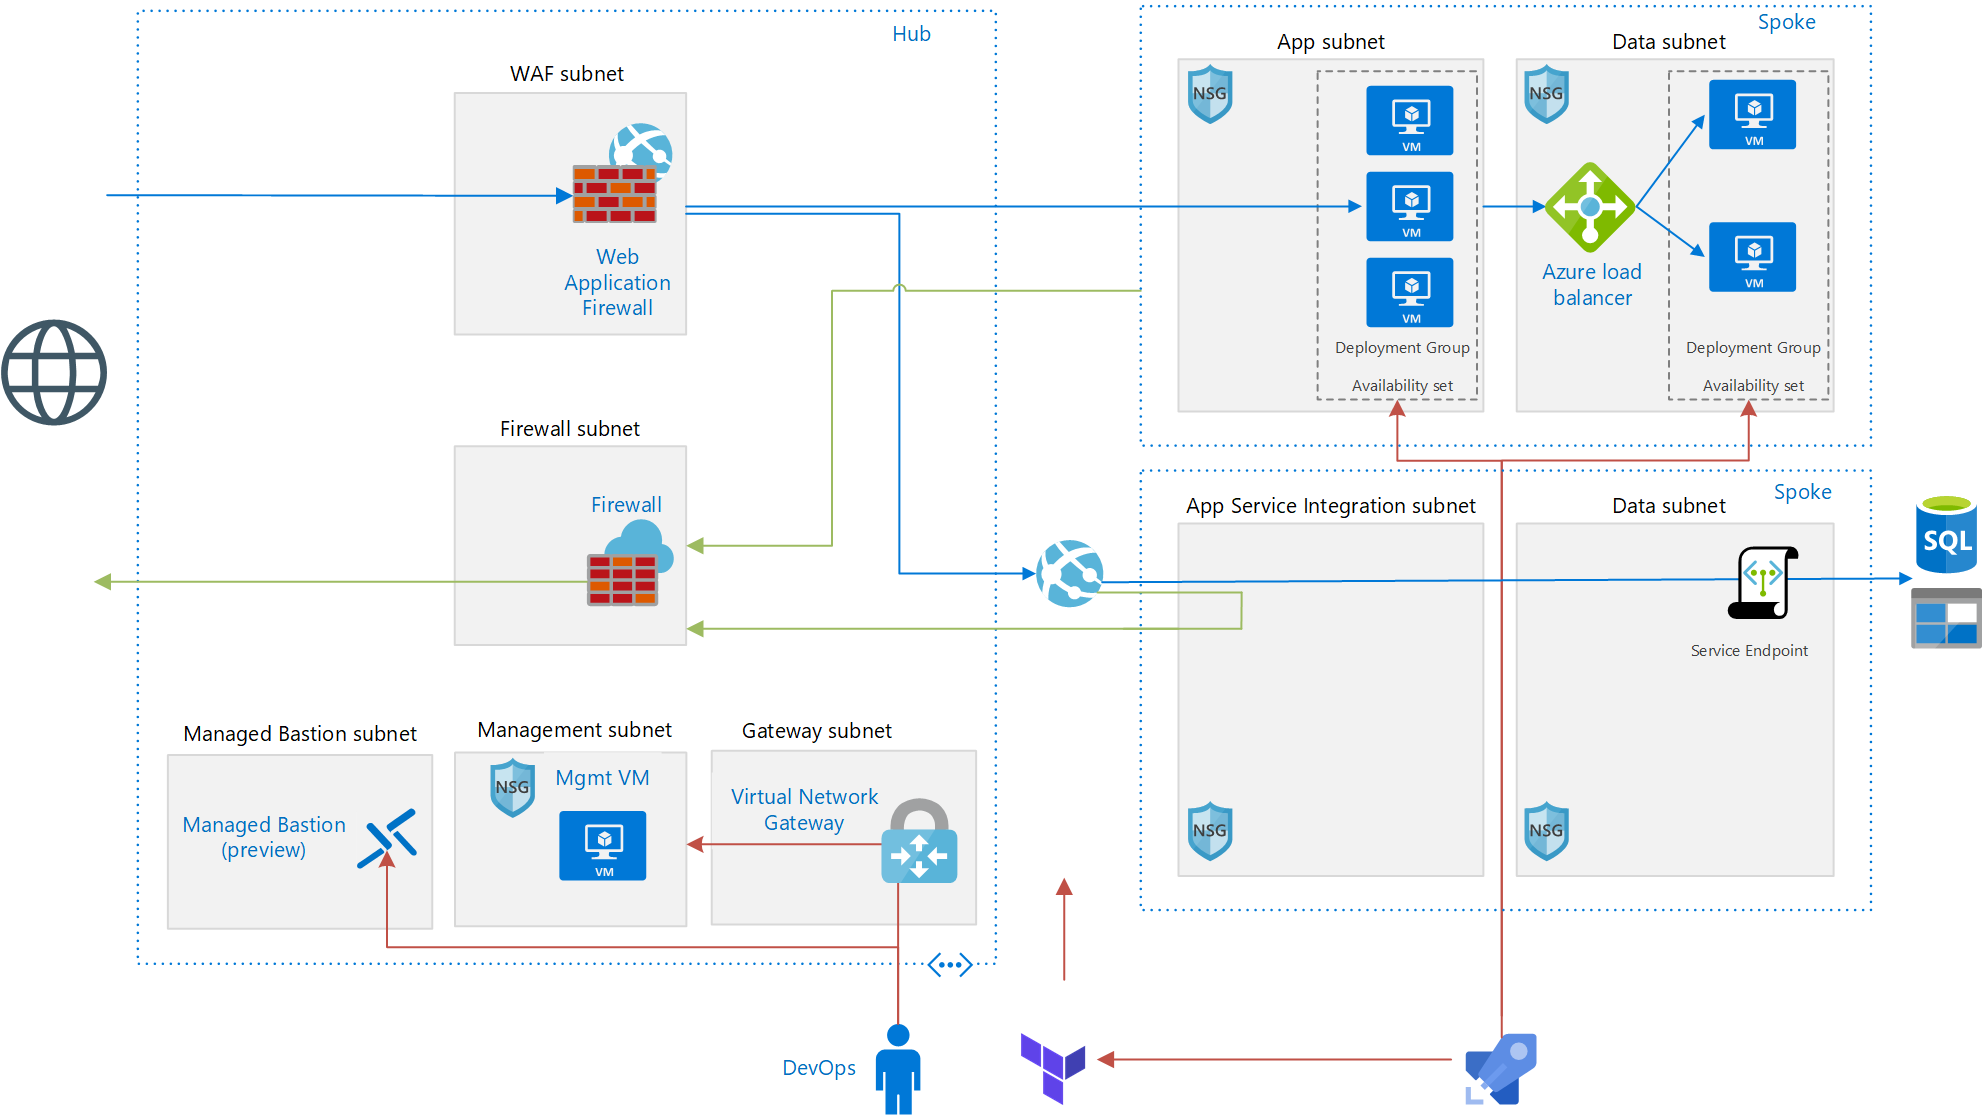 Hub
Spoke
WAF subnet
App subnet
Data subnet
NSG
NSG
VM
VM
VM
VM
VM
Web
Application
Firewall
Azure load
balancer
Deployment Group
Availability set
Deployment Group
Availability set
Firewall subnet
Firewall
Spoke
App Service Integration subnet
Data subnet
SQL
Service Endpoint
Managed Bastion subnet
Management subnet
Gateway subnet
Managed Bastion
(preview)
NSG
Mgmt VM
VM
Virtual Network
Gateway
NSG
NSG
DevOps